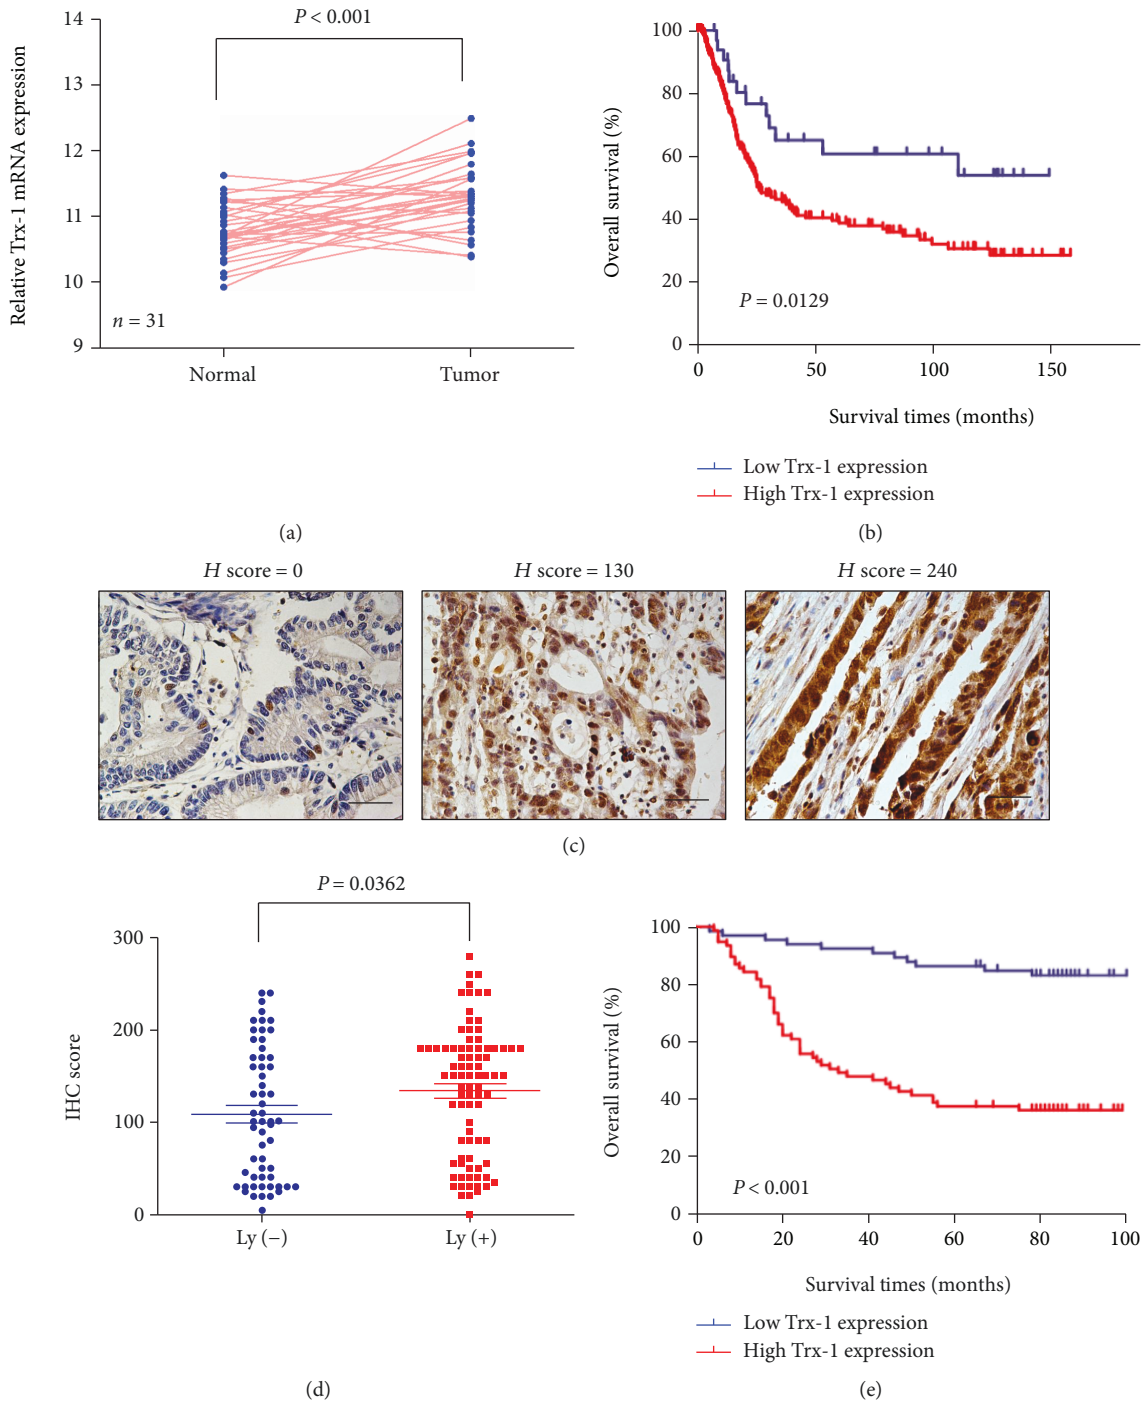 P < 0.001
14
13
12
11
10
9
Relative Trx-1 mRNA expression
n = 31
Normal
Tumor
(a)
100
80
60
40
20
0
Overall survival (%)
P = 0.0129
0
50
100
150
Survival times (months)
Low Trx-1 expression
High Trx-1 expression
(b)
H score = 0
H score = 130
H score = 240
(c)
P = 0.0362
300
200
100
0
IHC score
Ly (−)
Ly (+)
(d)
100
80
60
40
20
0
Overall survival (%)
P < 0.001
0
20
40
60
80
100
Survival times (months)
Low Trx-1 expression
High Trx-1 expression
(e)